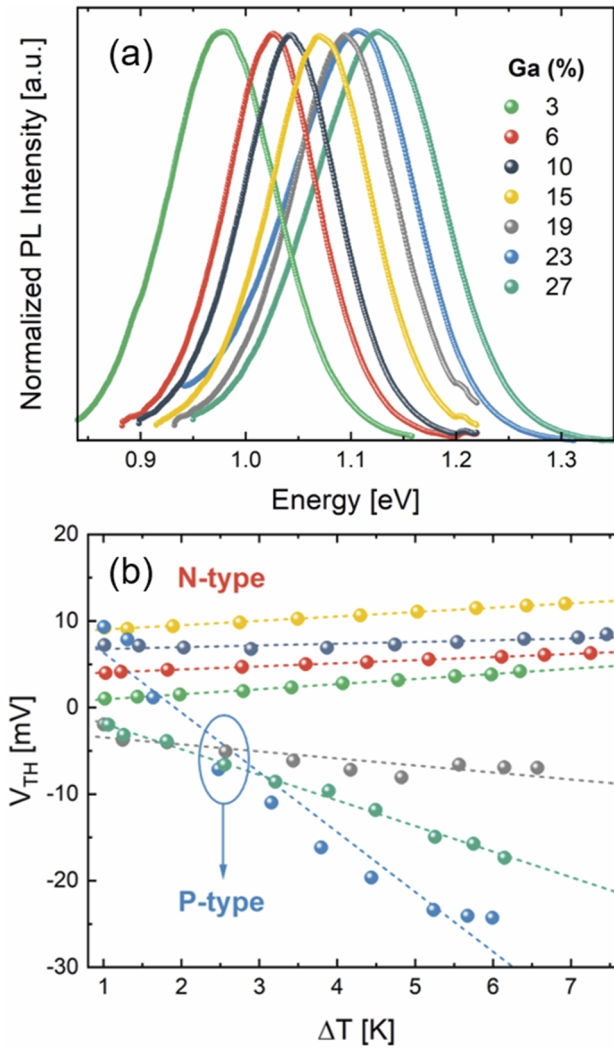 (a)
Ga (%)
3
6
10
15
19
23
27
Normalized PL Intensity [a.u.]
0.9 1.0 1.1 1.2 1.3
Energy [eV]
(b)
N-type
P-type
20
10
0
-10
-20
-30
V_TH [mV]
1 2 3 4 5 6 7
ΔT [K]